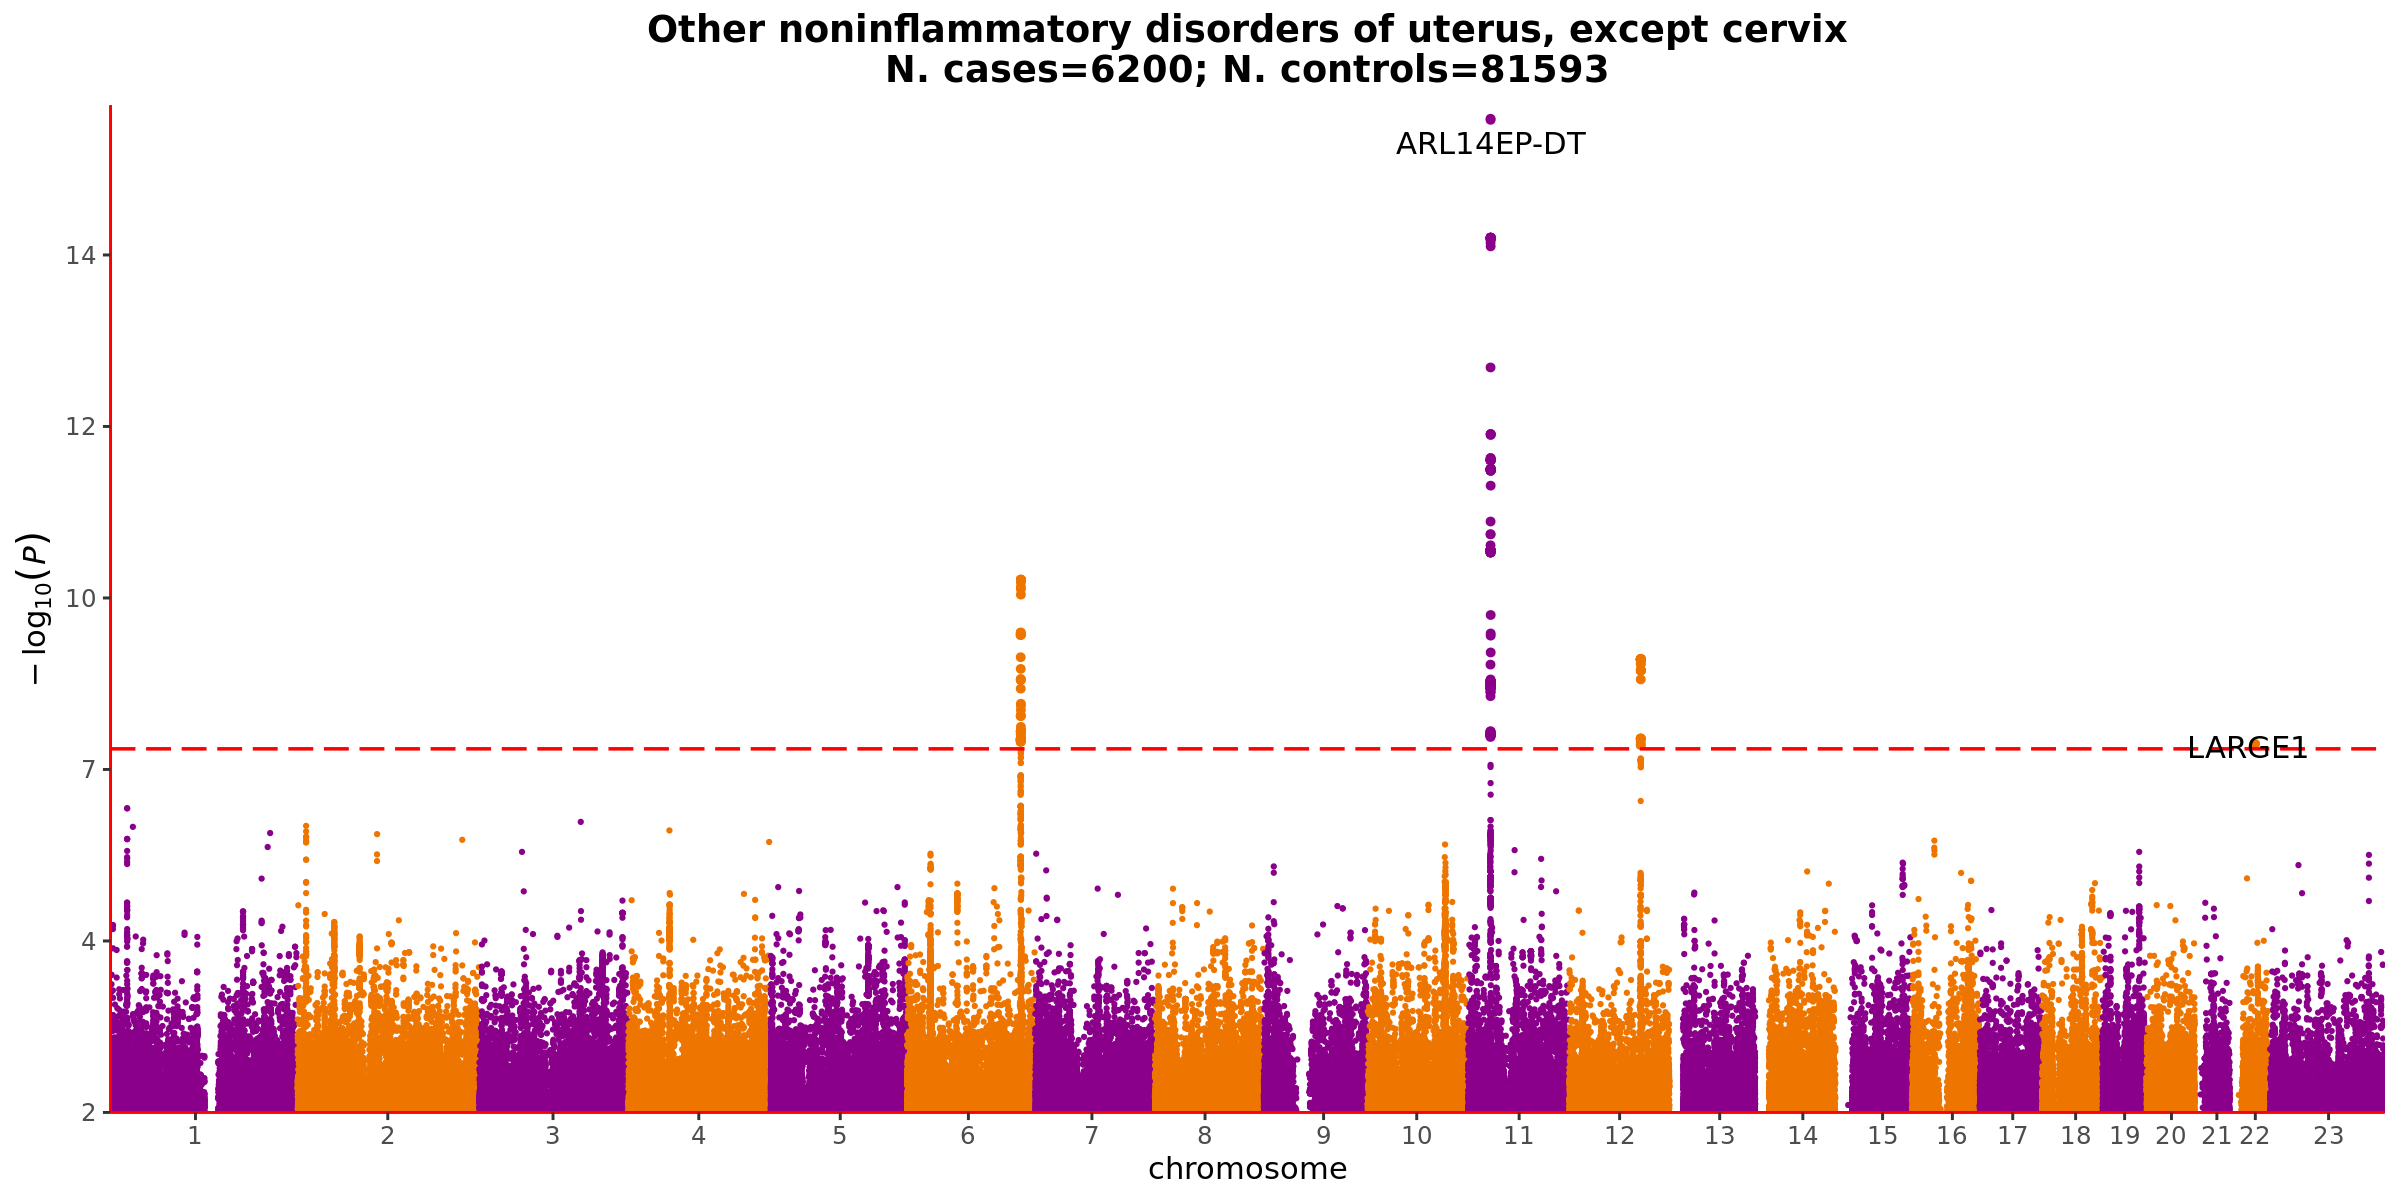 Other noninflammatory disorders of uterus, except cervix
N. cases=6200; N. controls=81593
ARL14EP-DT
14
12
10
LARGE1
7
4
2
−log10(P)
1 2 3 4 5 6 7 8 9 10 11 12 13 14 15 16 17 18 19 20 21 22 23
chromosome